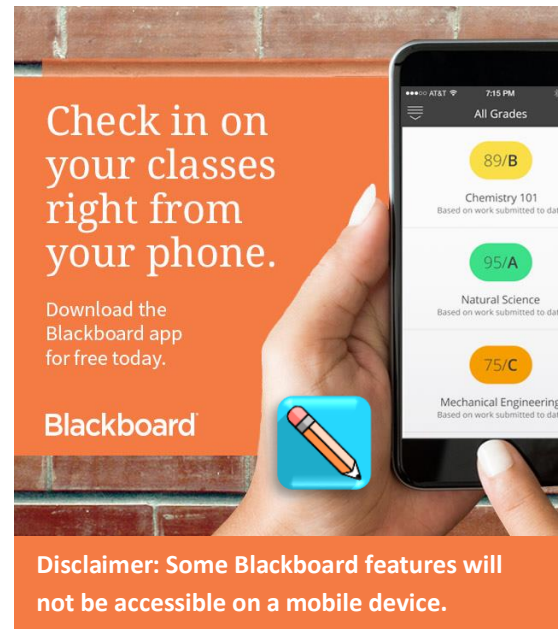 Check in on
your classes
right from
your phone.
Download the
Blackboard app
for free today.
Blackboard
AT&T 7:15 PM
All Grades
89/B
Chemistry 101
Based on work submitted to dat
95/A
Natural Science
Based on work submitted to dat
75/C
Mechanical Engineering
Based on work submitted to dat
Disclaimer: Some Blackboard features will
not be accessible on a mobile device.